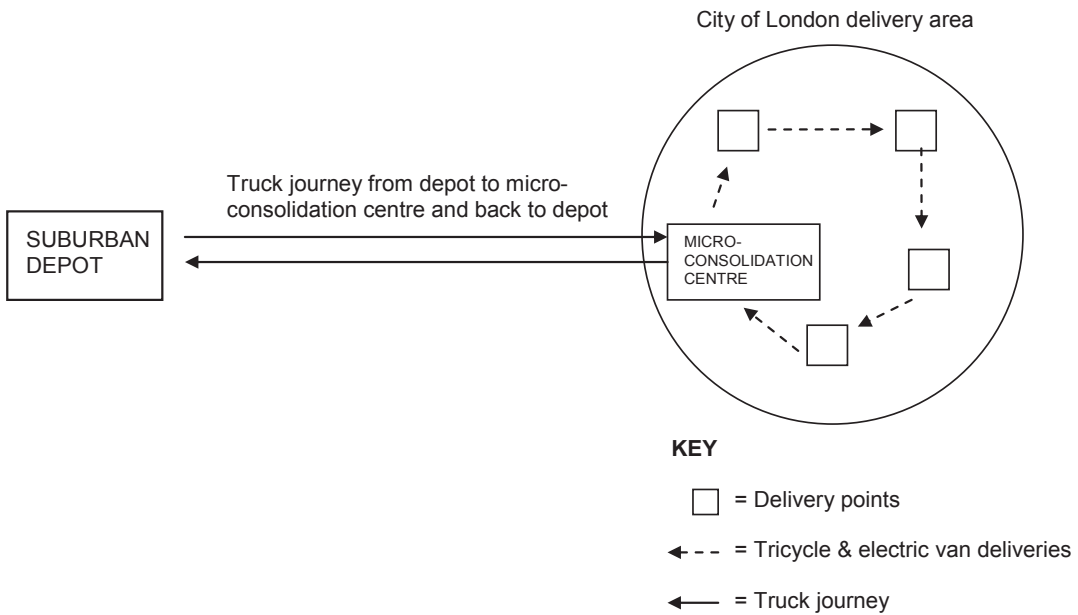 City of London delivery area
Truck journey from depot to micro-
consolidation centre and back to depot
SUBURBAN
DEPOT
MICRO-
CONSOLIDATION
CENTRE
KEY
= Delivery points
= Tricycle & electric van deliveries
= Truck journey